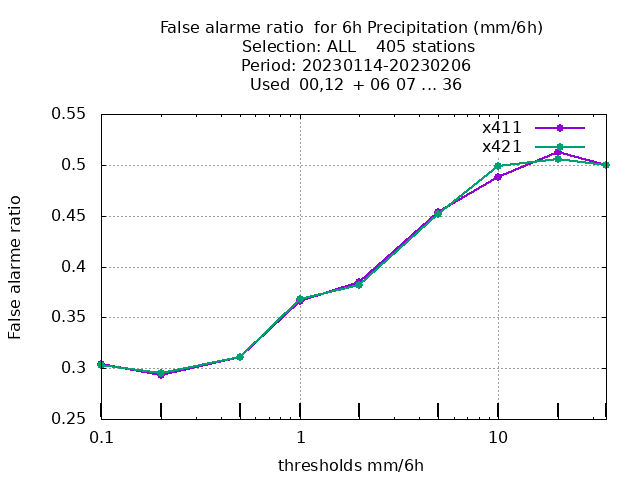 False alarme ratio  for 6h Precipitation (mm/6h)
Selection: ALL    405 stations
Period: 20230114-20230206
Used  00,12  + 06 07 ... 36
0.55
x411
x421
0.5
0.45
0.4
0.35
0.3
0.25
False alarme ratio
0.1
1
10
thresholds mm/6h